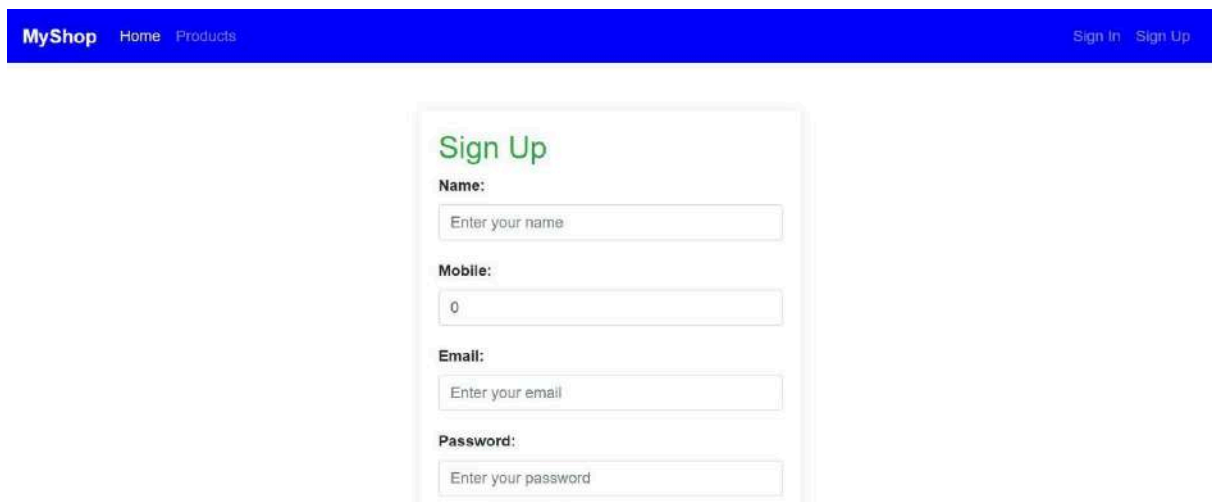 MyShop Home Products Sign In Sign Up
Sign Up
Name:
Enter your name
Mobile:
0
Email:
Enter your email
Password:
Enter your password